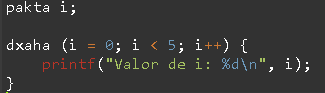 pakta i;
dxaha (i = 0; i < 5; i++) {
printf("Valor de i: %d\n", i);
}